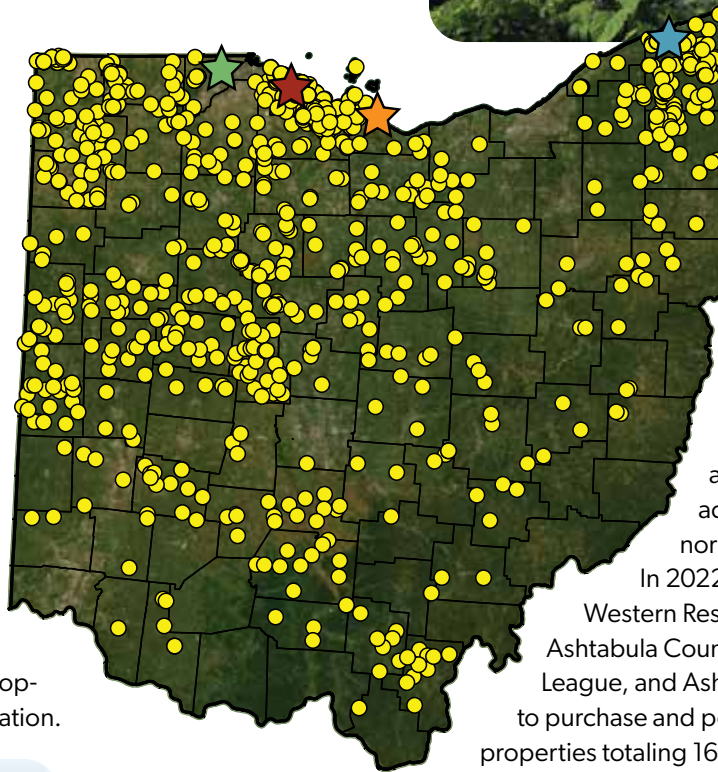 op-
ation.
a
ac
nor
In 2022
Western Res
Ashtabula Coun
League, and Ash
to purchase and p
properties totaling 16